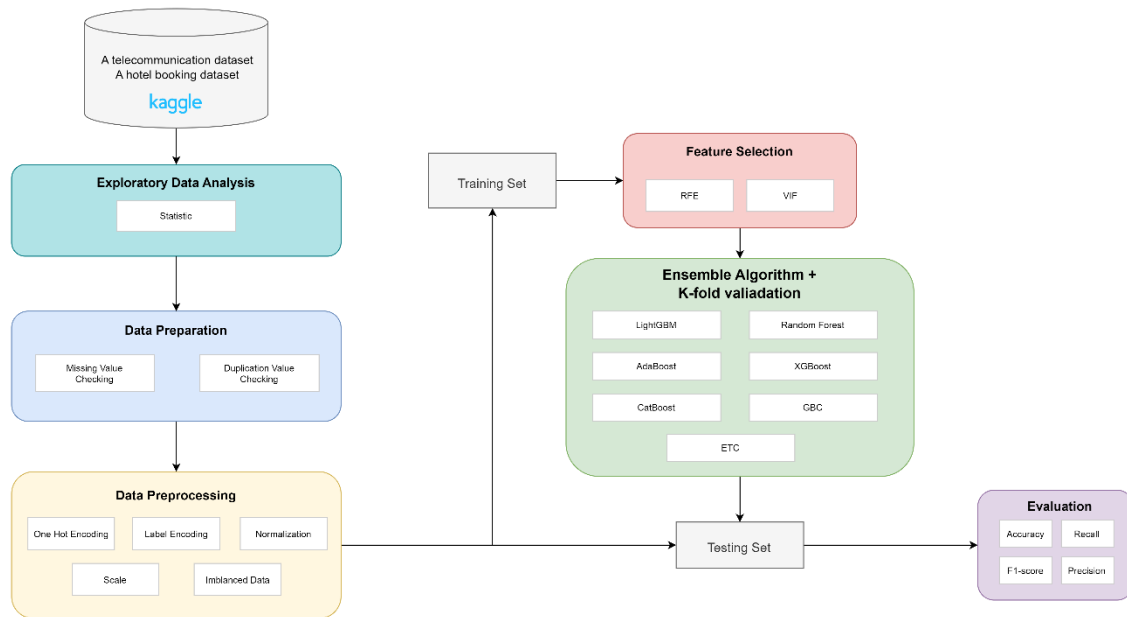 A telecommunication dataset
A hotel booking dataset
kaggle
Exploratory Data Analysis
Statistic
Data Preparation
Missing Value
Checking
Duplication Value
Checking
Data Preprocessing
One Hot Encoding
Label Encoding
Normalization
Scale
Imblanced Data
Training Set
Feature Selection
RFE
VIF
Ensemble Algorithm +
K-fold valiadation
LightGBM
Random Forest
AdaBoost
XGBoost
CatBoost
GBC
ETC
Testing Set
Evaluation
Accuracy
Recall
F1-score
Precision